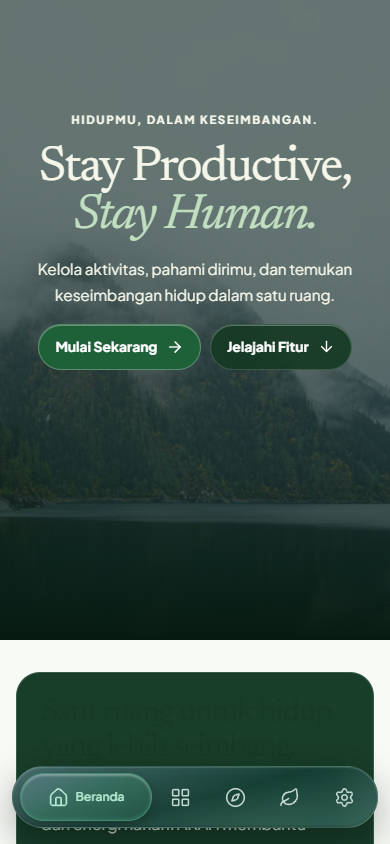 HIDUPMU, DALAM KESEIMBANGAN.
Stay Productive,
Stay Human.
Kelola aktivitas, pahami dirimu, dan temukan
keseimbangan hidup dalam satu ruang.
Mulai Sekarang
Jelajahi Fitur
Satu ruang untuk hidup
yang lebih seimbang.
Beranda